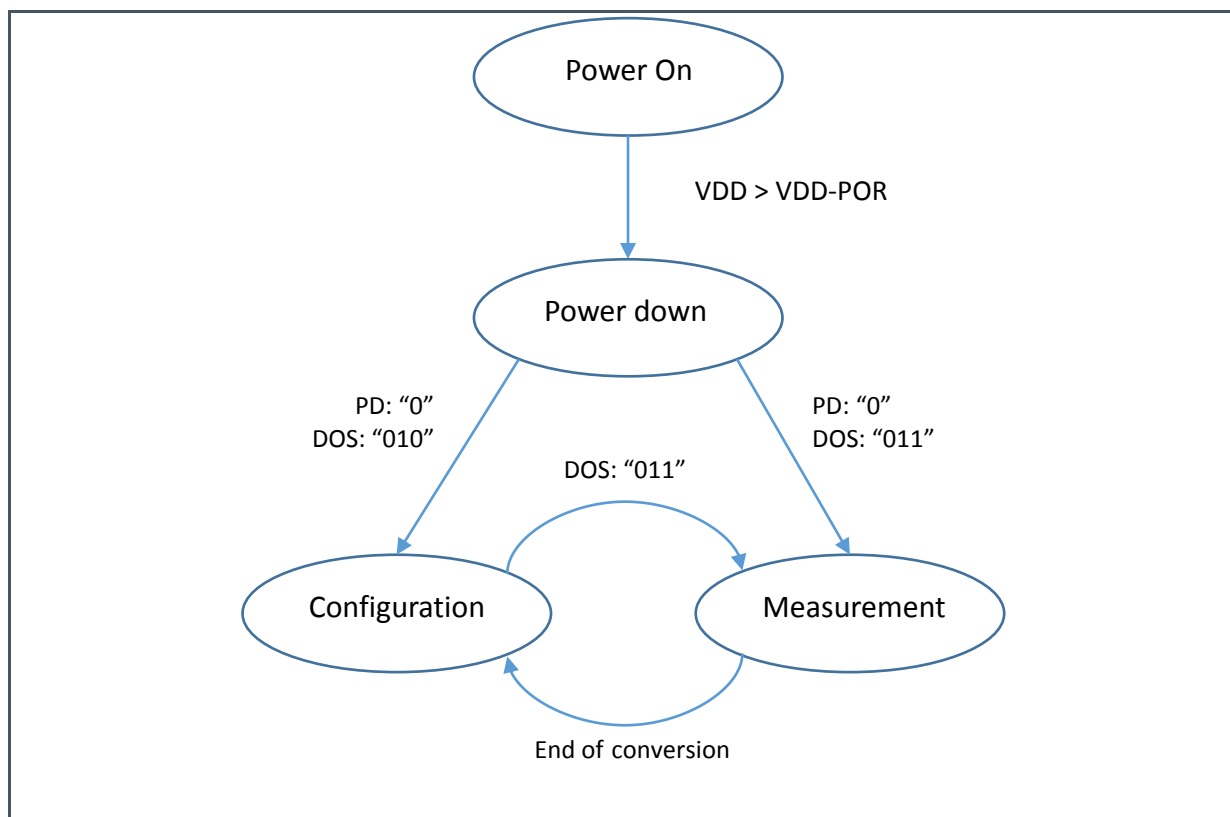 Power On
VDD > VDD-POR
Power down
PD: “0”
DOS: “010”
PD: “0”
DOS: “011”
DOS: “011”
Configuration
Measurement
End of conversion